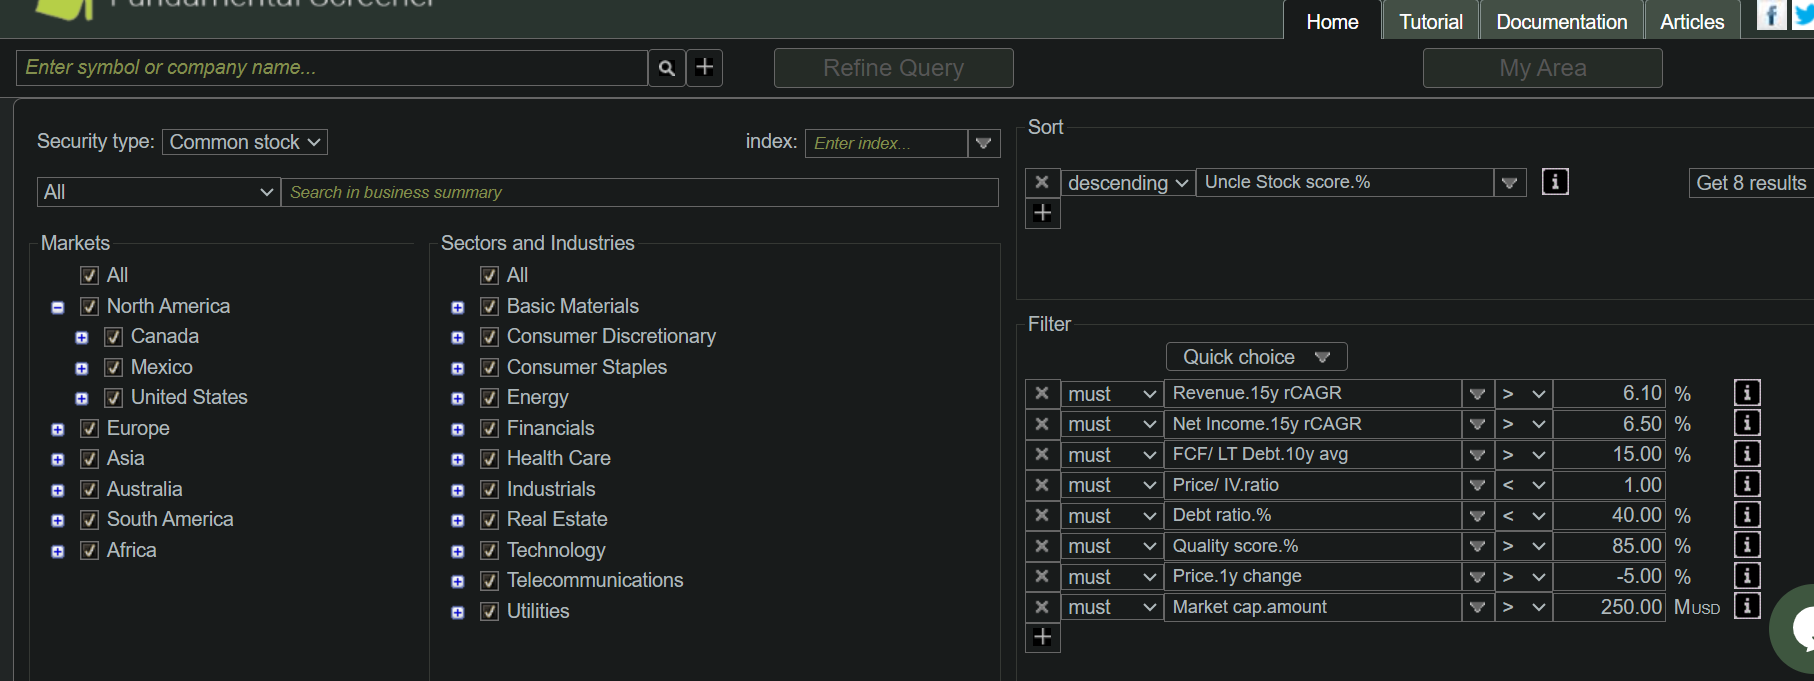 Fundamental Screener
Home
Tutorial
Documentation
Articles
Enter symbol or company name...
Refine Query
My Area
Security type: Common stock
index: Enter index...
All
Search in business summary
Markets
All
North America
Canada
Mexico
United States
Europe
Asia
Australia
South America
Africa
Sectors and Industries
All
Basic Materials
Consumer Discretionary
Consumer Staples
Energy
Financials
Health Care
Industrials
Real Estate
Technology
Telecommunications
Utilities
Sort
descending Uncle Stock score.% Get 8 results
Filter
Quick choice
must Revenue.15y rCAGR > 6.10 %
must Net Income.15y rCAGR > 6.50 %
must FCF/ LT Debt.10y avg > 15.00 %
must Price/ IV.ratio < 1.00
must Debt ratio.% < 40.00 %
must Quality score.% > 85.00 %
must Price.1y change > -5.00 %
must Market cap.amount > 250.00 MUSD